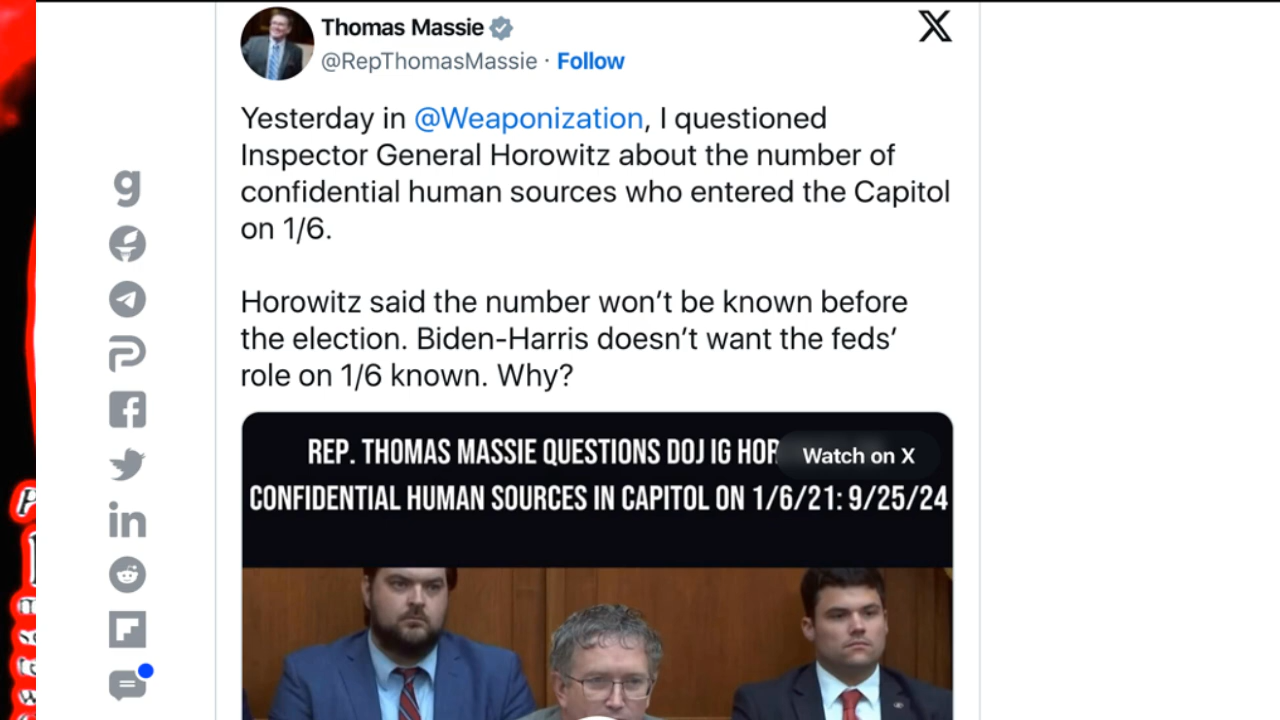 Thomas Massie
@RepThomasMassie · Follow
Yesterday in @Weaponization, I questioned
Inspector General Horowitz about the number of
confidential human sources who entered the Capitol
on 1/6.
Horowitz said the number won’t be known before
the election. Biden-Harris doesn’t want the feds’
role on 1/6 known. Why?
REP. THOMAS MASSIE QUESTIONS DOJ IG HOR
Watch on X
CONFIDENTIAL HUMAN SOURCES IN CAPITOL ON 1/6/21: 9/25/24